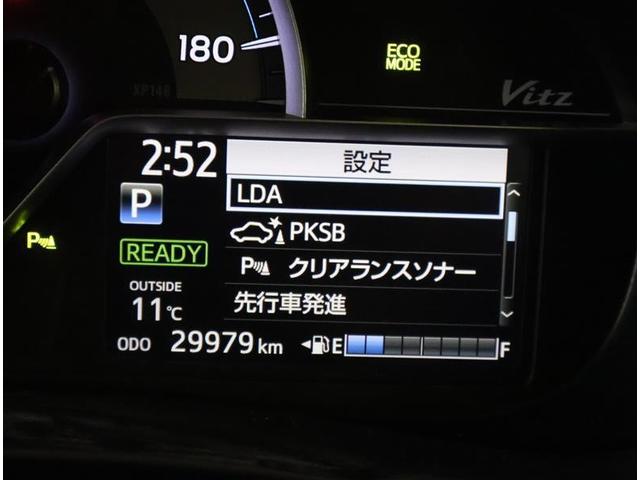 180
ECO
MODE
XP148
Vitz
2:52
設定
LDA
P
PKSB
READY
P クリアランスソナー
P
OUTSIDE
11℃
先行車発進
ODO 29979 km
E F